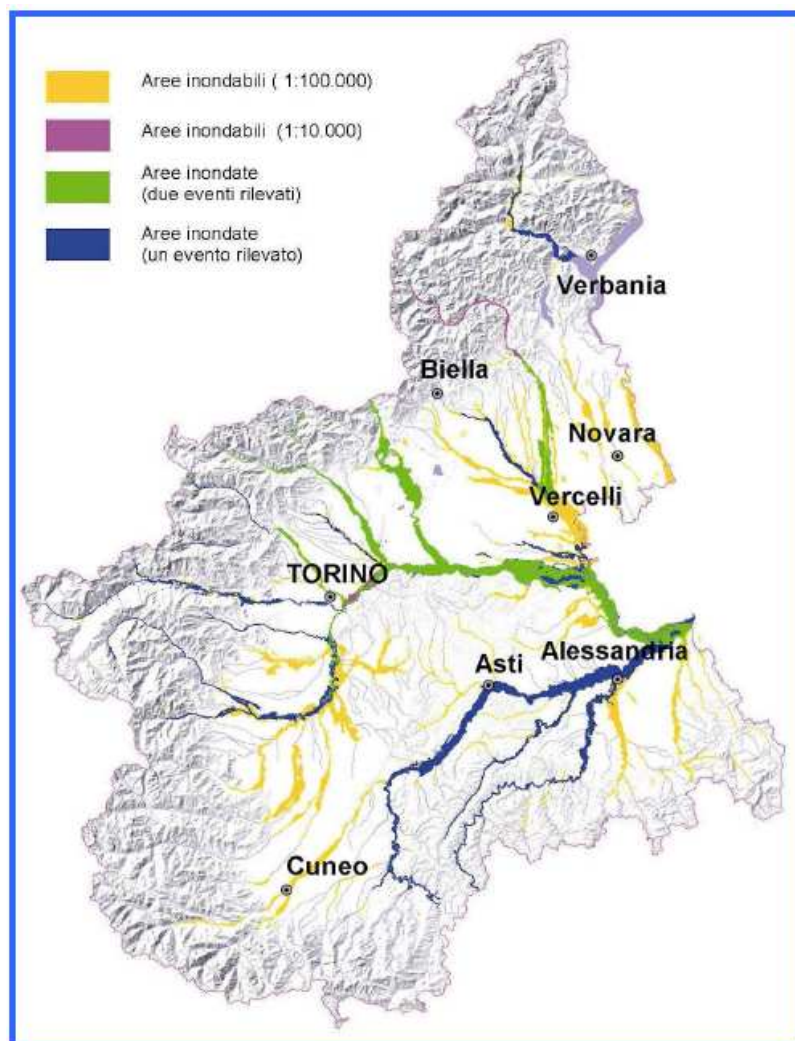 Aree inondabili ( 1:100.000)
Aree inondabili (1:10.000)
Aree inondate
(due eventi rilevati)
Aree inondate
(un evento rilevato)
Verbania
Biella
Novara
Vercelli
TORINO
Asti
Alessandria
Cuneo